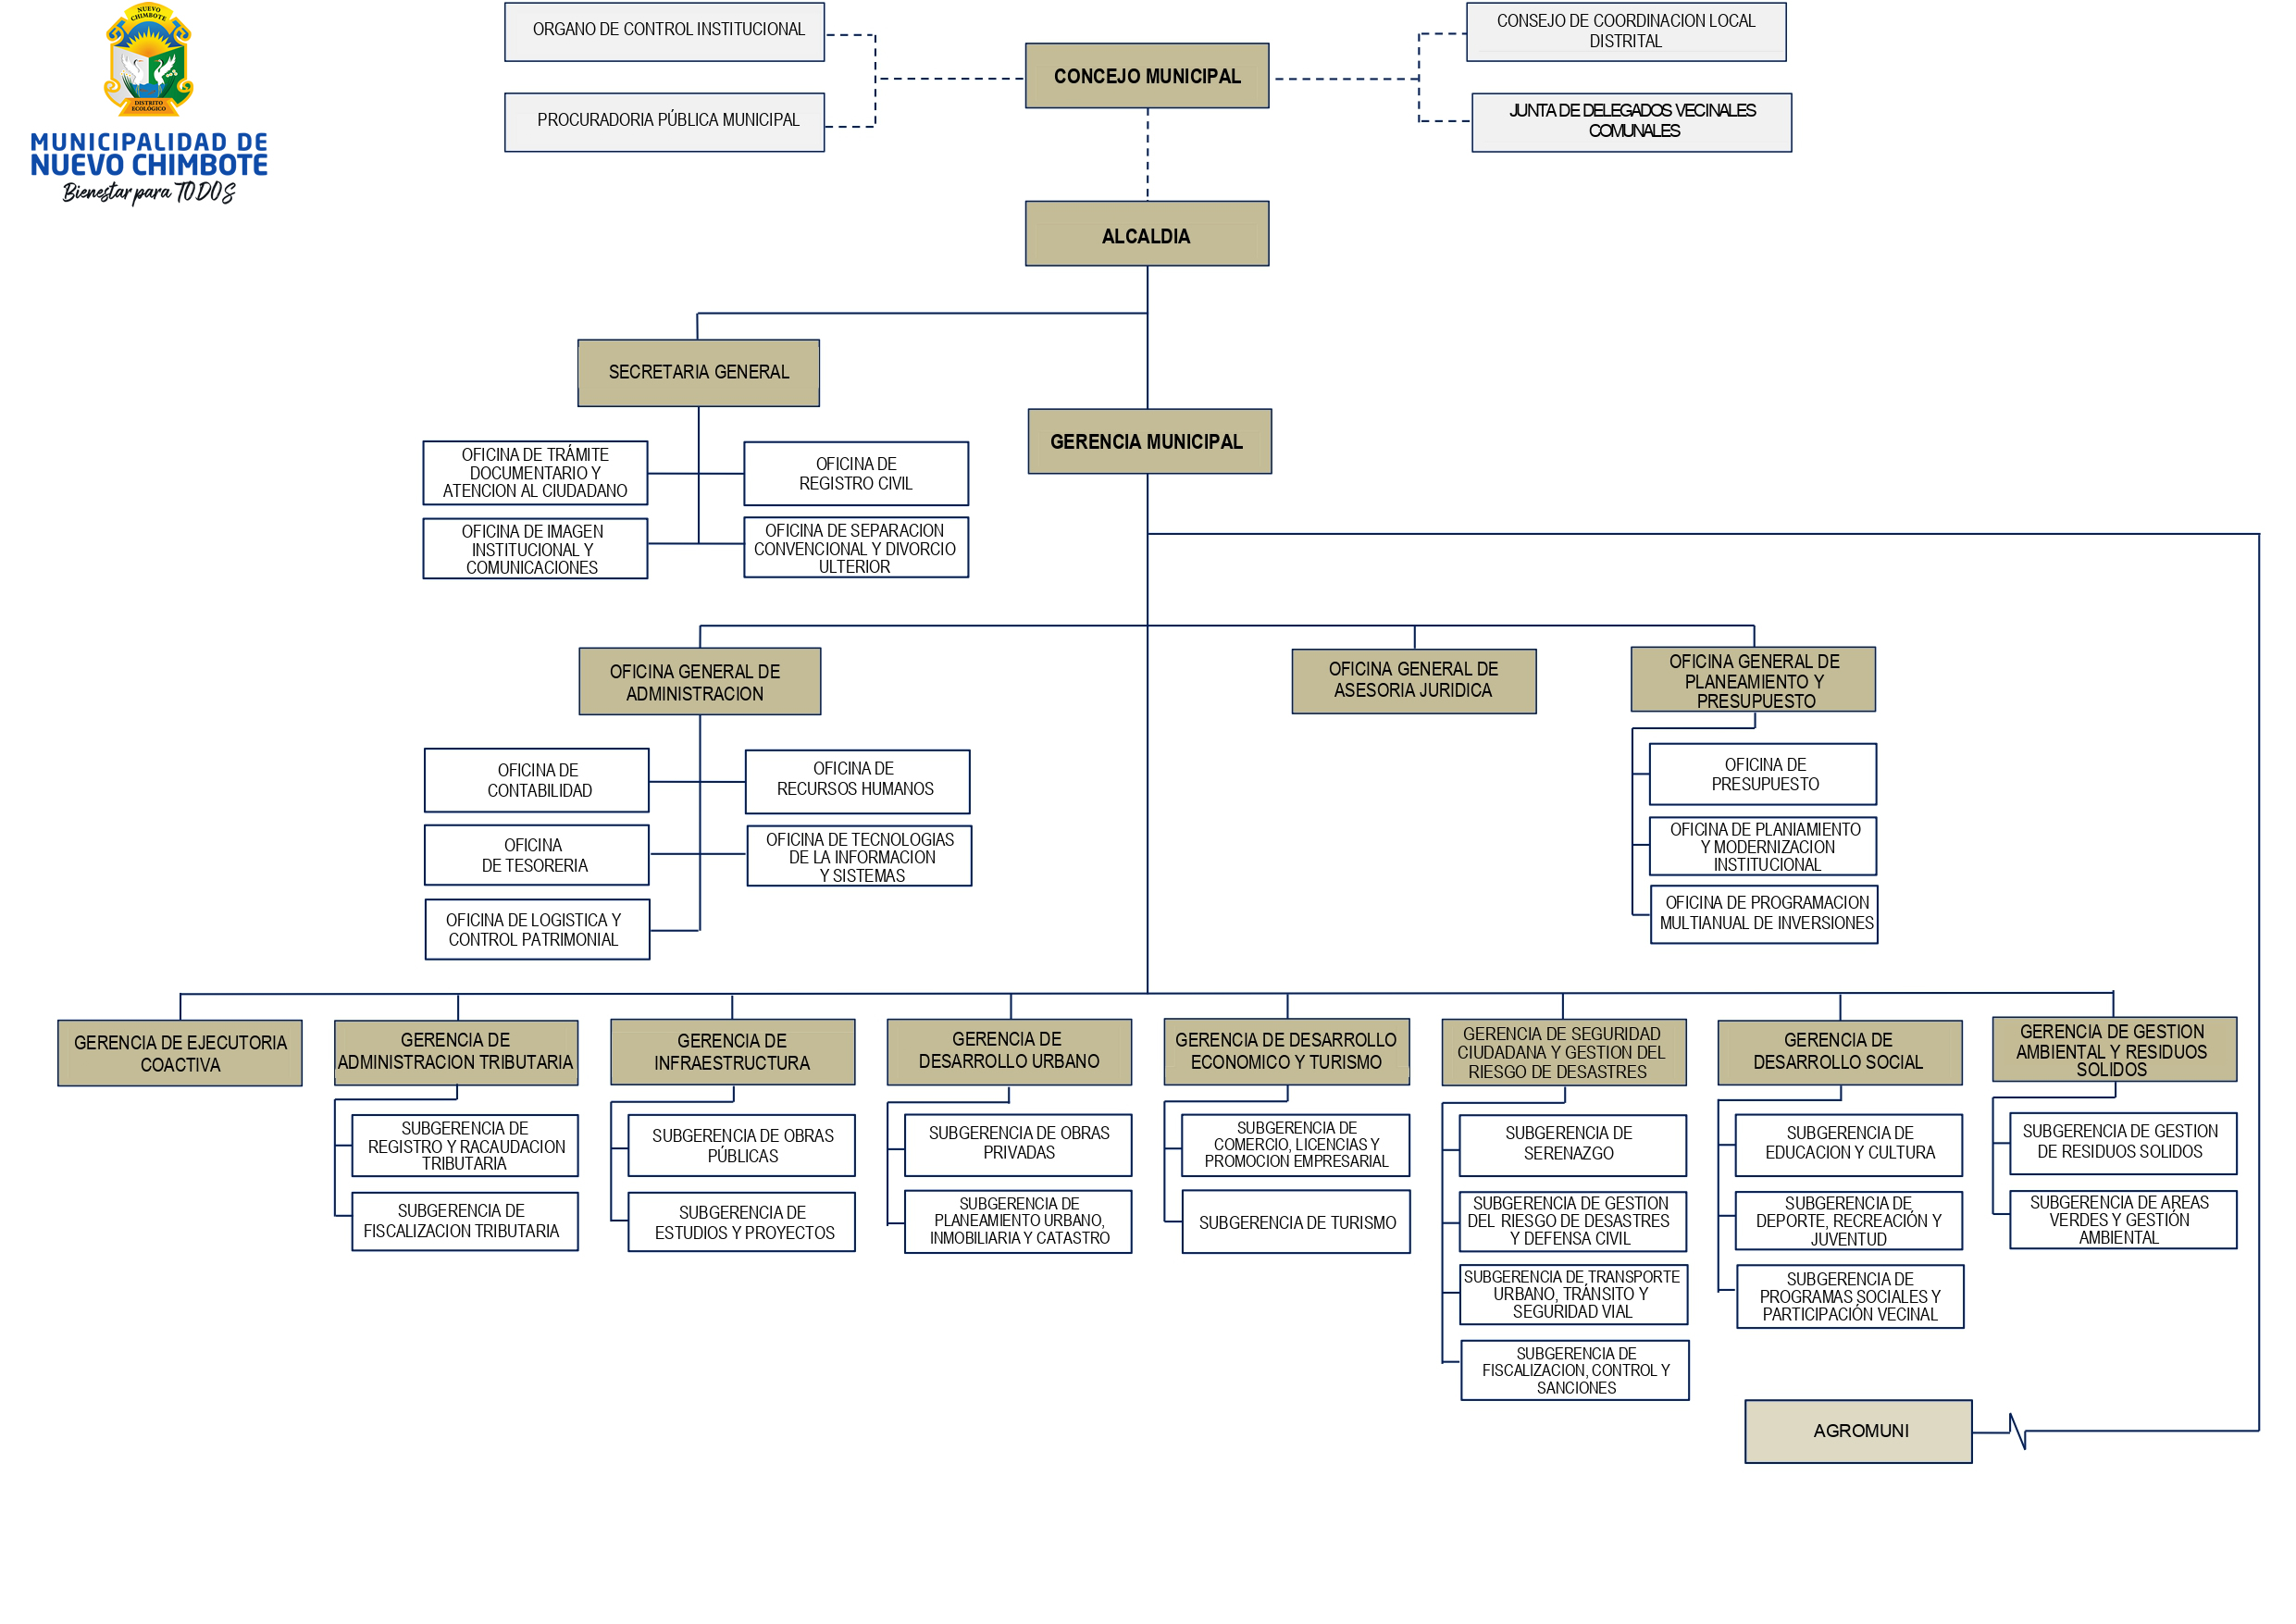 NUEVO
CHIMBOTE
DISTRITO
ECOLÓGICO
MUNICIPALIDAD DE
NUEVO CHIMBOTE
Bienestar para TODOS
ORGANO DE CONTROL INSTITUCIONAL
PROCURADORIA PÚBLICA MUNICIPAL
CONCEJO MUNICIPAL
CONSEJO DE COORDINACION LOCAL
DISTRITAL
JUNTA DE DELEGADOS VECINALES
COMUNALES
ALCALDIA
SECRETARIA GENERAL
GERENCIA MUNICIPAL
OFICINA DE TRÁMITE
DOCUMENTARIO Y
ATENCION AL CIUDADANO
OFICINA DE
REGISTRO CIVIL
OFICINA DE IMAGEN
INSTITUCIONAL Y
COMUNICACIONES
OFICINA DE SEPARACION
CONVENCIONAL Y DIVORCIO
ULTERIOR
OFICINA GENERAL DE
ADMINISTRACION
OFICINA GENERAL DE
ASESORIA JURIDICA
OFICINA GENERAL DE
PLANEAMIENTO Y
PRESUPUESTO
OFICINA DE
CONTABILIDAD
OFICINA DE
RECURSOS HUMANOS
OFICINA
DE TESORERIA
OFICINA DE TECNOLOGIAS
DE LA INFORMACION
Y SISTEMAS
OFICINA DE LOGISTICA Y
CONTROL PATRIMONIAL
OFICINA DE
PRESUPUESTO
OFICINA DE PLANIAMIENTO
Y MODERNIZACION
INSTITUCIONAL
OFICINA DE PROGRAMACION
MULTIANUAL DE INVERSIONES
GERENCIA DE EJECUTORIA
COACTIVA
GERENCIA DE
ADMINISTRACION TRIBUTARIA
SUBGERENCIA DE
REGISTRO Y RACAUDACION
TRIBUTARIA
SUBGERENCIA DE
FISCALIZACION TRIBUTARIA
GERENCIA DE
INFRAESTRUCTURA
SUBGERENCIA DE OBRAS
PÚBLICAS
SUBGERENCIA DE
ESTUDIOS Y PROYECTOS
GERENCIA DE
DESARROLLO URBANO
SUBGERENCIA DE OBRAS
PRIVADAS
SUBGERENCIA DE
PLANEAMIENTO URBANO,
INMOBILIARIA Y CATASTRO
GERENCIA DE DESARROLLO
ECONOMICO Y TURISMO
SUBGERENCIA DE
COMERCIO, LICENCIAS Y
PROMOCION EMPRESARIAL
SUBGERENCIA DE TURISMO
GERENCIA DE SEGURIDAD
CIUDADANA Y GESTION DEL
RIESGO DE DESASTRES
SUBGERENCIA DE
SERENAZGO
SUBGERENCIA DE GESTION
DEL RIESGO DE DESASTRES
Y DEFENSA CIVIL
SUBGERENCIA DE TRANSPORTE
URBANO, TRÁNSITO Y
SEGURIDAD VIAL
SUBGERENCIA DE
FISCALIZACION, CONTROL Y
SANCIONES
GERENCIA DE
DESARROLLO SOCIAL
SUBGERENCIA DE
EDUCACION Y CULTURA
SUBGERENCIA DE
DEPORTE, RECREACIÓN Y
JUVENTUD
SUBGERENCIA DE
PROGRAMAS SOCIALES Y
PARTICIPACIÓN VECINAL
GERENCIA DE GESTION
AMBIENTAL Y RESIDUOS
SOLIDOS
SUBGERENCIA DE GESTION
DE RESIDUOS SOLIDOS
SUBGERENCIA DE AREAS
VERDES Y GESTIÓN
AMBIENTAL
AGROMUNI